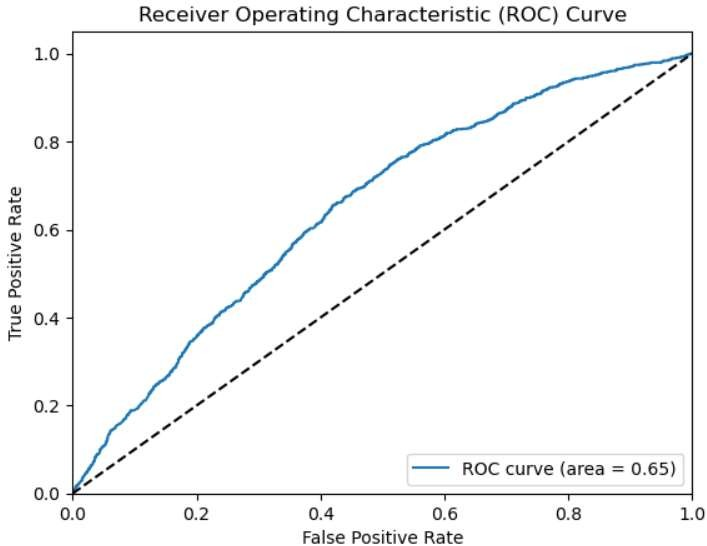 Receiver Operating Characteristic (ROC) Curve
1.0
0.8
0.6
0.4
0.2
0.0
True Positive Rate
ROC curve (area = 0.65)
0.0 0.2 0.4 0.6 0.8 1.0
False Positive Rate